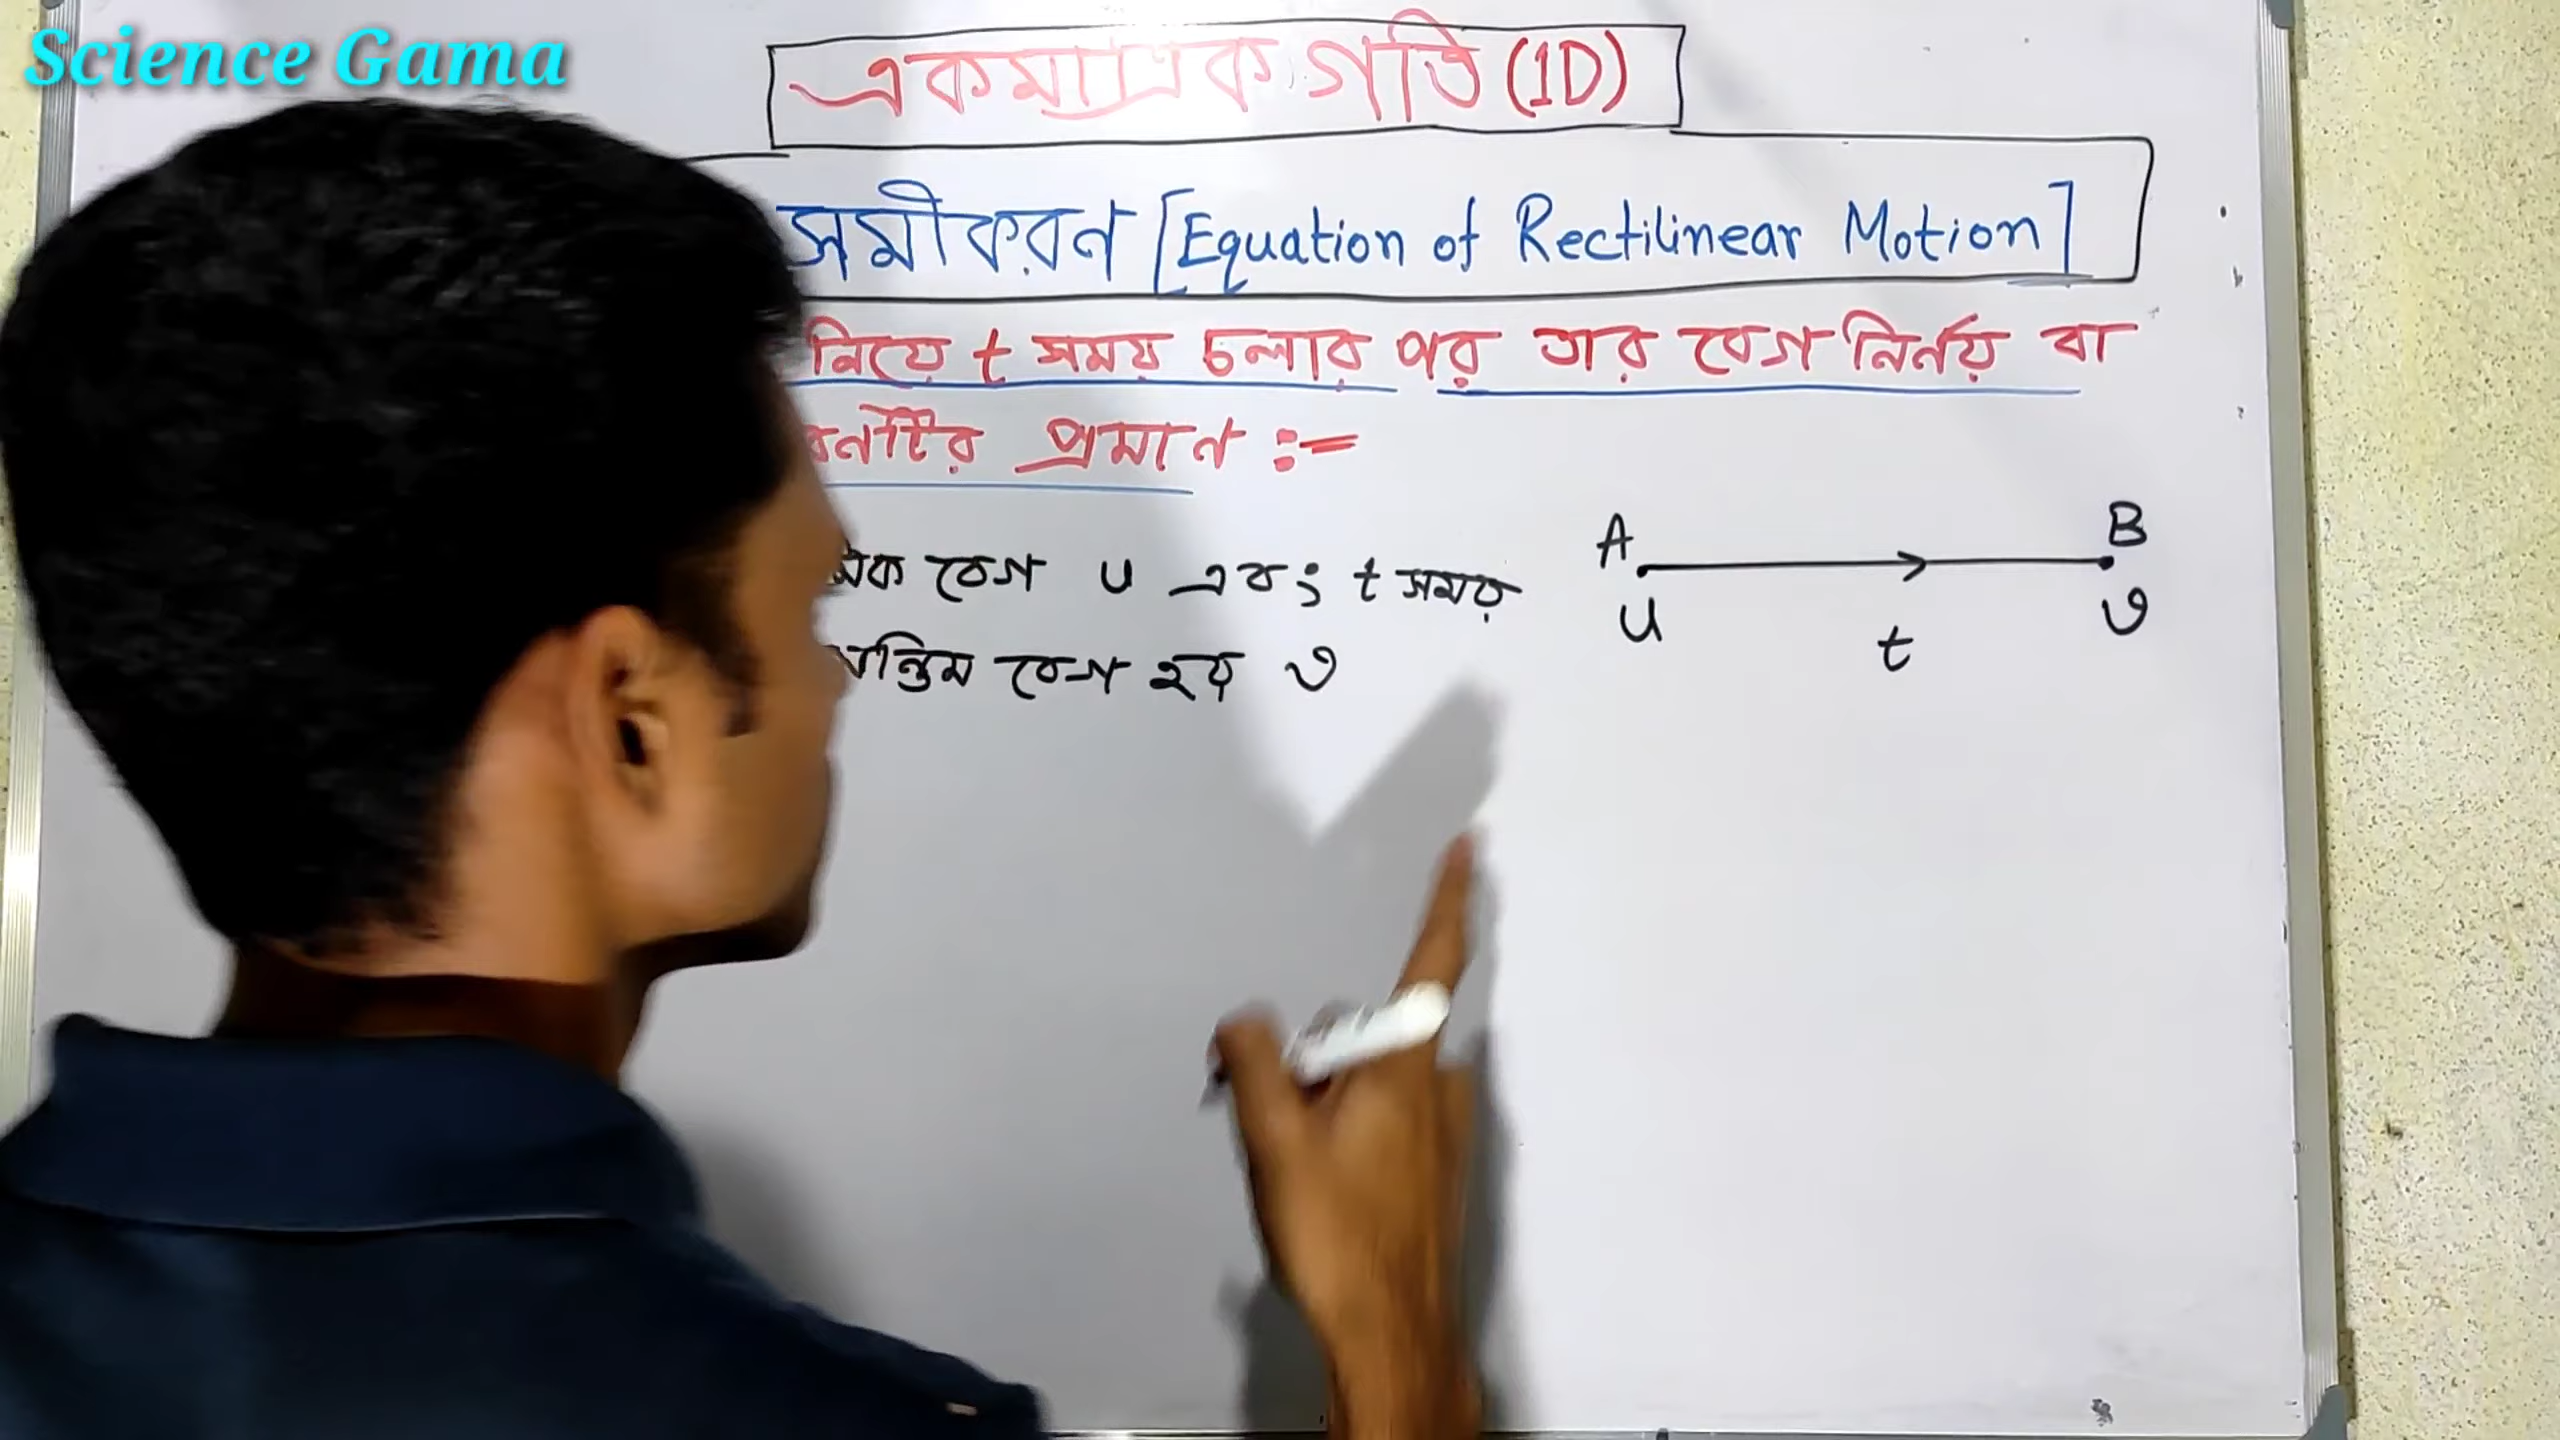 Science Gama
একমাত্রিক গতি (1D)
সমীকরণ [Equation of Rectilinear Motion]
নিয়ে t সময় চলার পর তার বেগ নির্নয় বা
প্রমাণ :-
বেগ u এবং t সময়
অন্তিম বেগ হয় v
A B
u t v